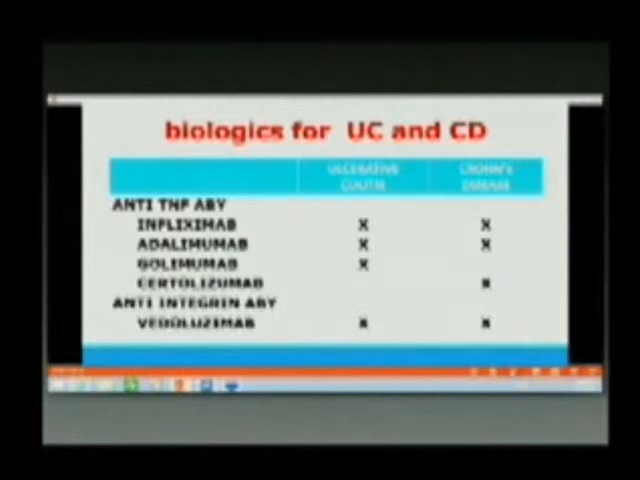 biologics for UC and CD
ULCERATIVE COLITIS CROHN'S DISEASE
ANTI TNF ABY
INFLIXIMAB X X
ADALIMUMAB X X
GOLIMUMAB X
CERTOLIZUMAB X
ANTI INTEGRIN ABY
VEDOLUZIMAB X X